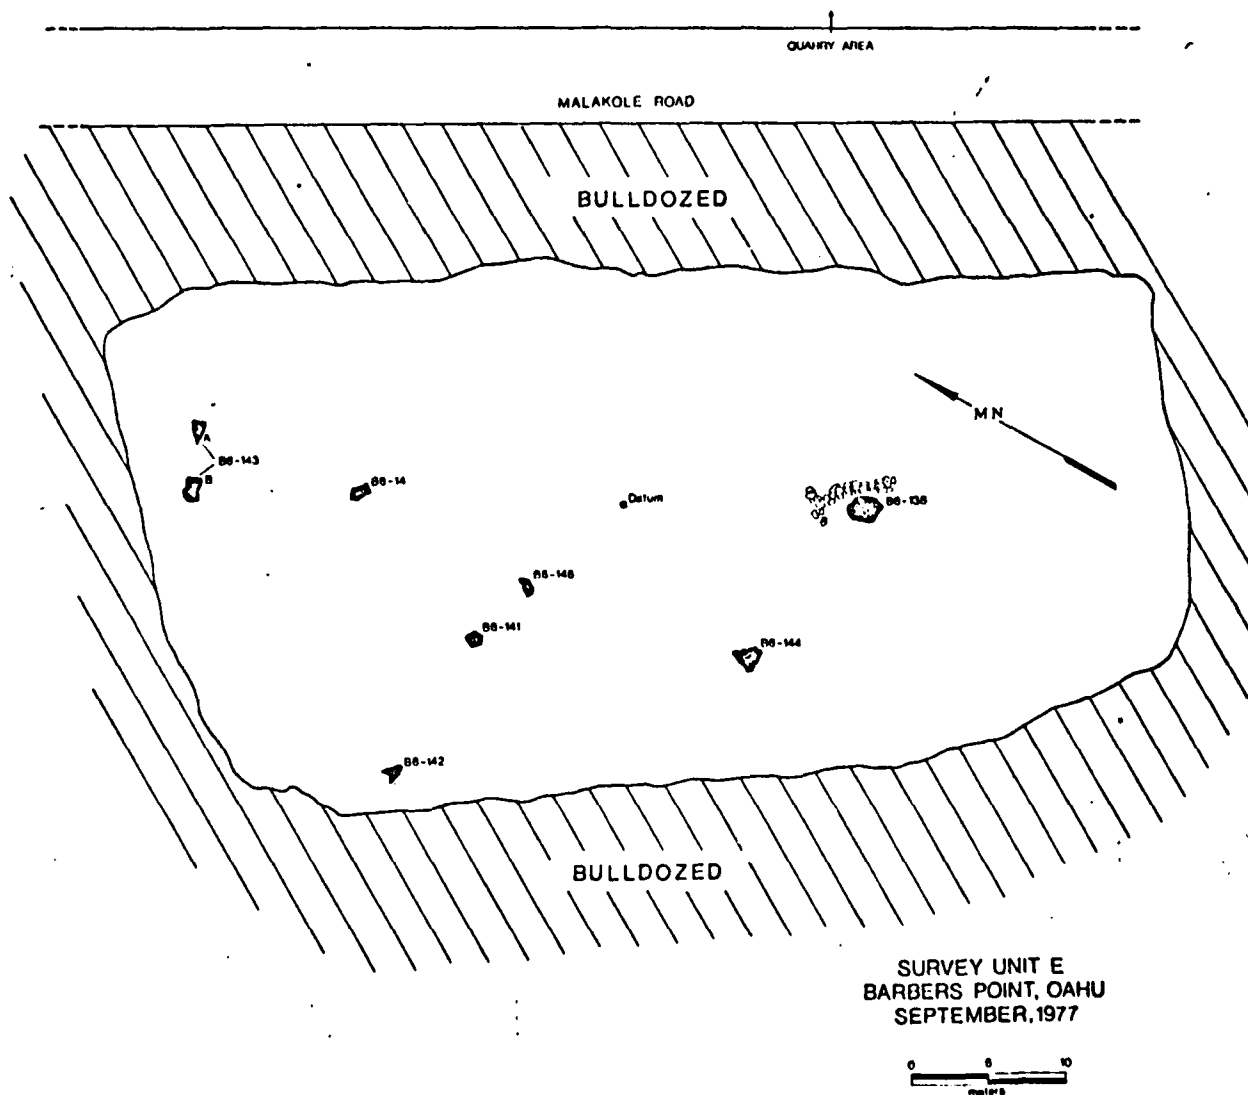 QUARRY AREA
MALAKOLE ROAD
BULLDOZED
MN
A
B6-143
B
B6-14
Datum
B6-138
B6-146
B6-141
B6-144
B6-142
BULLDOZED
SURVEY UNIT E
BARBERS POINT, OAHU
SEPTEMBER, 1977
0 5 10
meters